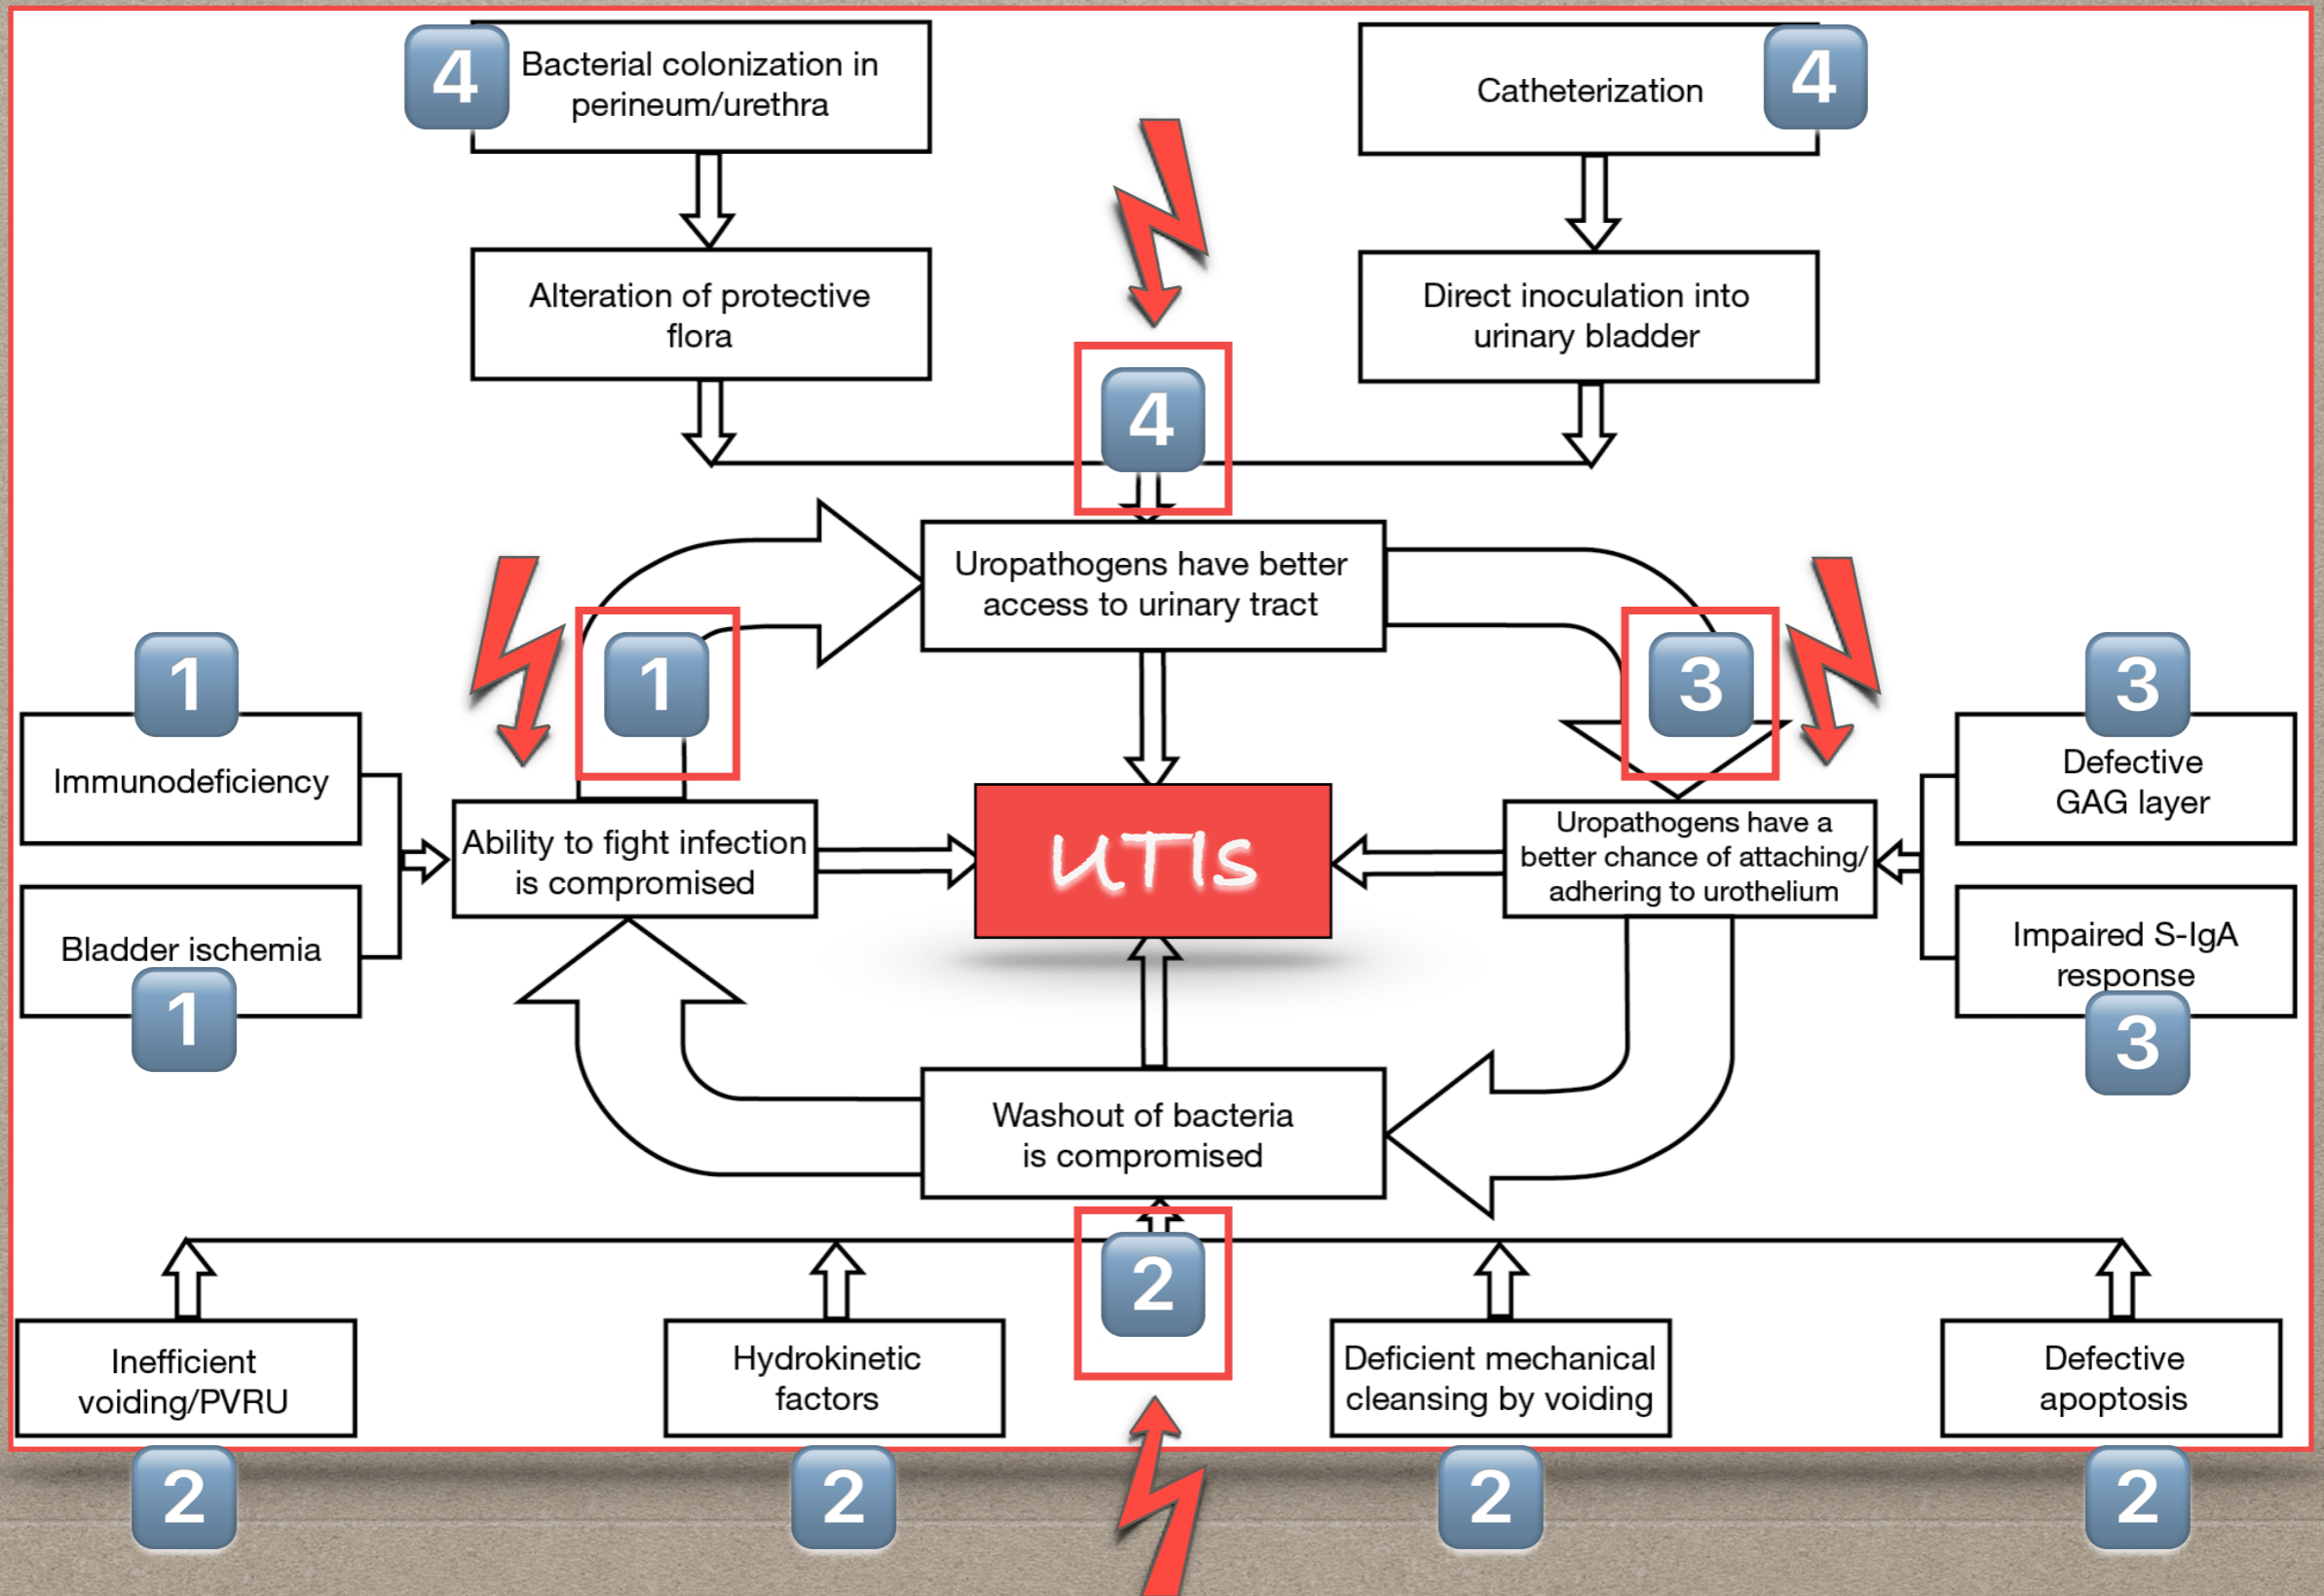 4
Bacterial colonization in
perineum/urethra
Catheterization
4
Alteration of protective
flora
Direct inoculation into
urinary bladder
4
Uropathogens have better
access to urinary tract
1
1
3
3
Immunodeficiency
Defective
GAG layer
Ability to fight infection
is compromised
UTIs
Uropathogens have a
better chance of attaching/
adhering to urothelium
Bladder ischemia
1
Impaired S-IgA
response
3
Washout of bacteria
is compromised
2
Inefficient
voiding/PVRU
Hydrokinetic
factors
Deficient mechanical
cleansing by voiding
Defective
apoptosis
2
2
2
2